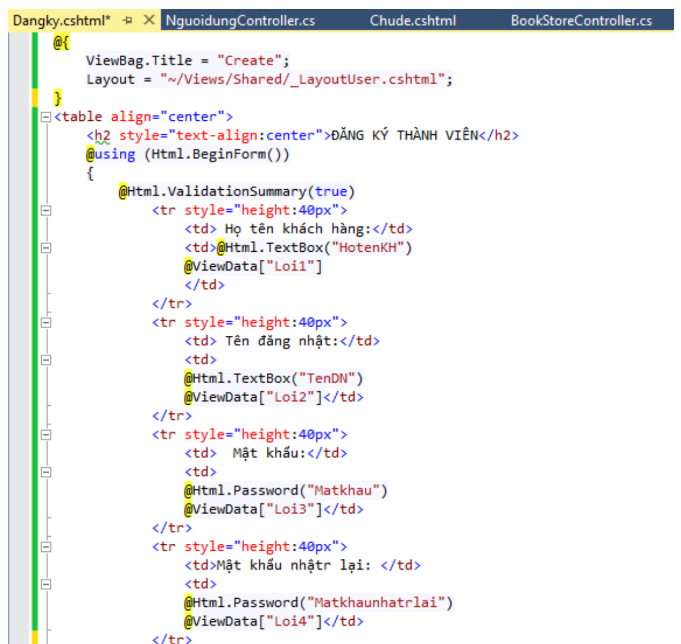 Dangky.cshtml* NguoidungController.cs Chude.cshtml BookStoreController.cs
@{
ViewBag.Title = "Create";
Layout = "~/Views/Shared/_LayoutUser.cshtml";
}
<table align="center">
<h2 style="text-align:center">ĐĂNG KÝ THÀNH VIÊN</h2>
@using (Html.BeginForm())
{
@Html.ValidationSummary(true)
<tr style="height:40px">
<td> Họ tên khách hàng:</td>
<td>@Html.TextBox("HotenKH")
@ViewData["Loi1"]
</td>
</tr>
<tr style="height:40px">
<td> Tên đăng nhật:</td>
<td>
@Html.TextBox("TenDN")
@ViewData["Loi2"]</td>
</tr>
<tr style="height:40px">
<td>  Mật khẩu:</td>
<td>
@Html.Password("Matkhau")
@ViewData["Loi3"]</td>
</tr>
<tr style="height:40px">
<td>Mật khẩu nhậtr lại: </td>
<td>
@Html.Password("Matkhaunhatrlai")
@ViewData["Loi4"]</td>
</tr>